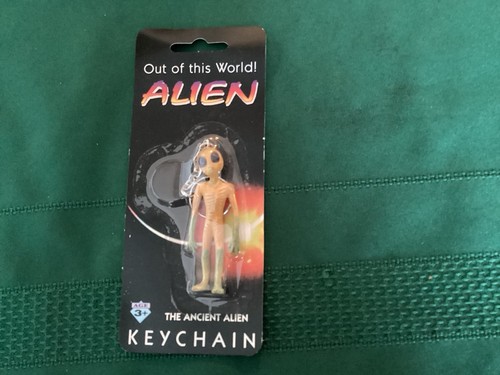 Out of this World!
ALIEN
AGE
3+
THE ANCIENT ALIEN
KEYCHAIN